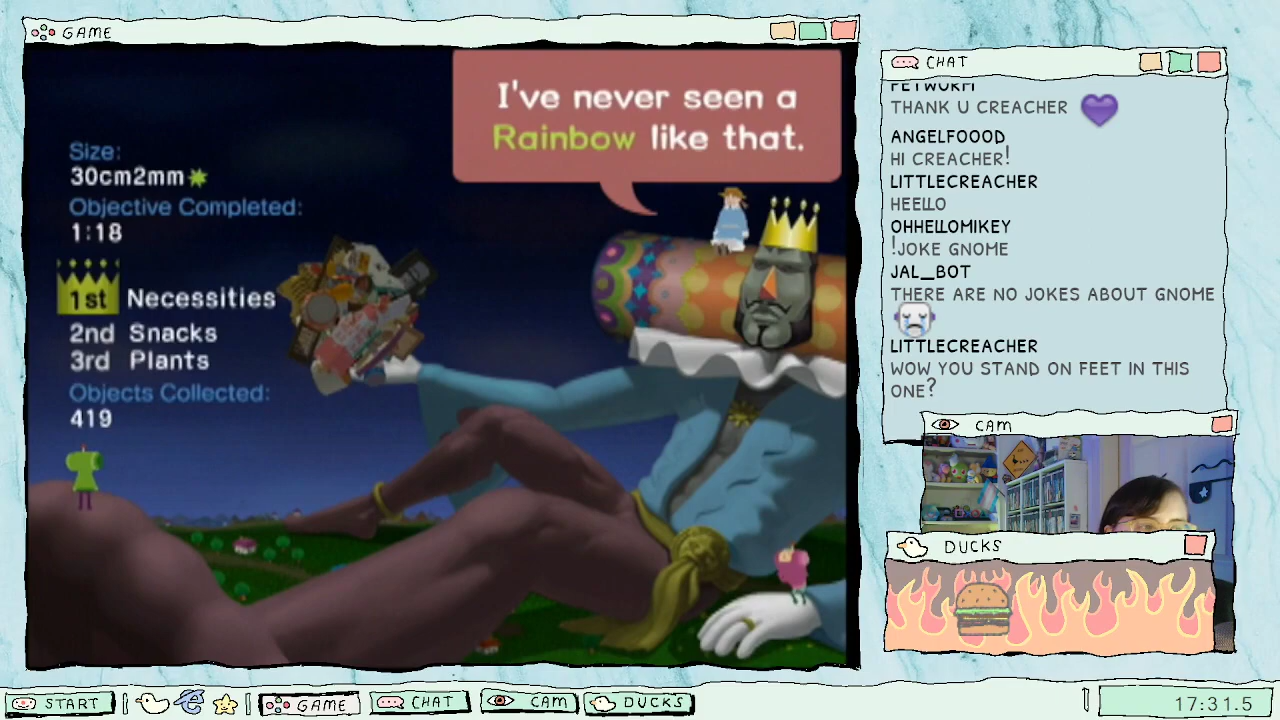 GAME
I've never seen a
Rainbow like that.
Size:
30cm2mm
Objective Completed:
1:18
1st Necessities
2nd Snacks
3rd Plants
Objects Collected:
419
CHAT
PETWURM
THANK U CREACHER
ANGELFOOOD
HI CREACHER!
LITTLECREACHER
HEELLO
OHHELLOMIKEY
!JOKE GNOME
JAL_BOT
THERE ARE NO JOKES ABOUT GNOME
LITTLECREACHER
WOW YOU STAND ON FEET IN THIS
ONE?
CAM
DUCKS
START
GAME
CHAT
CAM
DUCKS
17:31.5